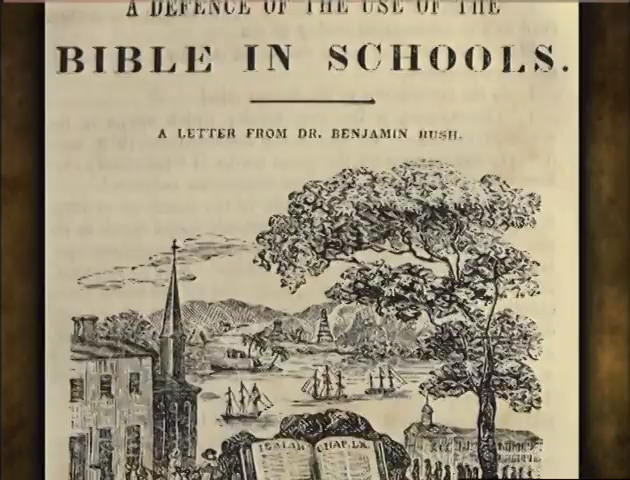 A DEFENCE OF THE USE OF THE
BIBLE IN SCHOOLS.
A LETTER FROM DR. BENJAMIN RUSH.
ISAIAH CHAP. LX.